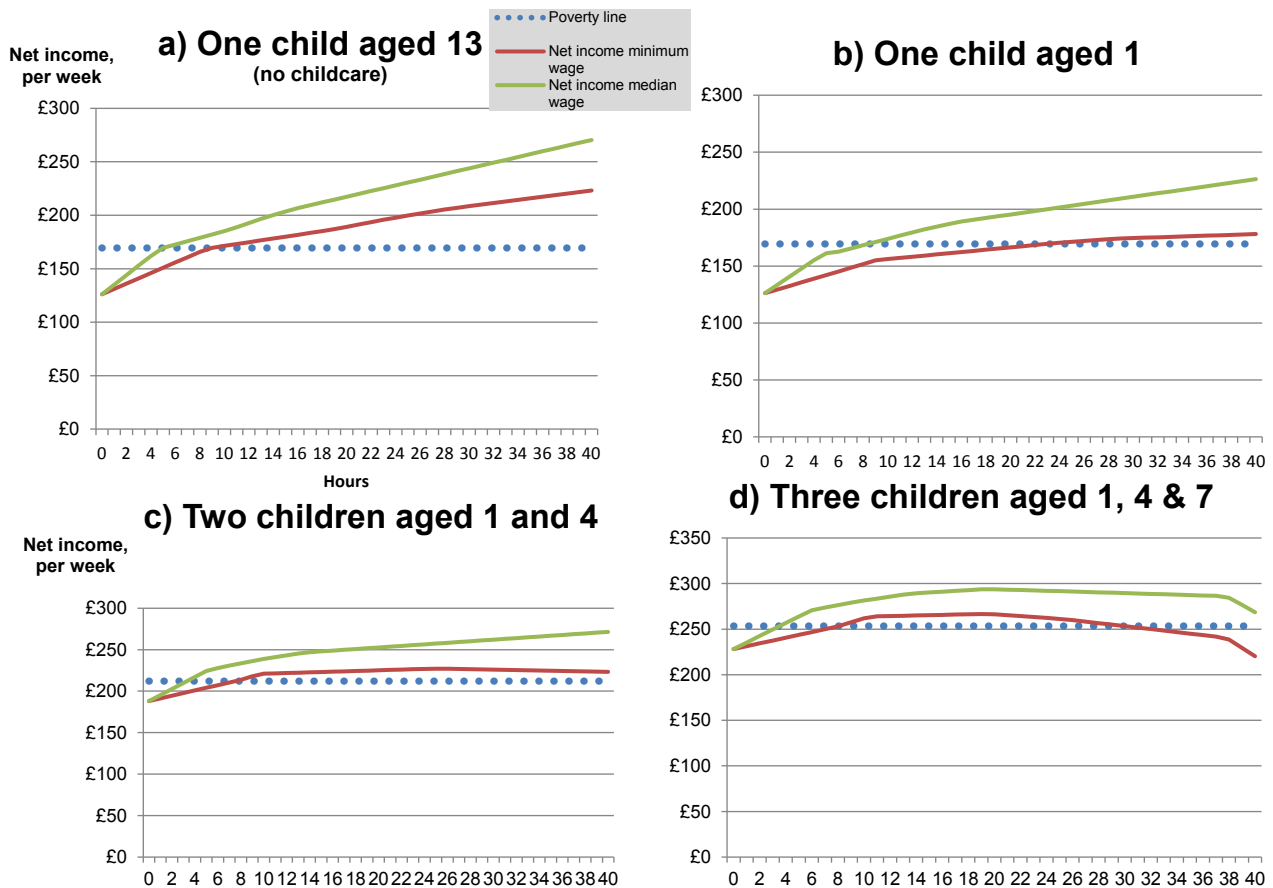 Poverty line
Net income minimum
wage
Net income median
wage
Net income,
per week
a) One child aged 13
(no childcare)
£300
£250
£200
£150
£100
£50
£0
0 2 4 6 8 10 12 14 16 18 20 22 24 26 28 30 32 34 36 38 40
Hours
b) One child aged 1
£300
£250
£200
£150
£100
£50
£0
0 2 4 6 8 10 12 14 16 18 20 22 24 26 28 30 32 34 36 38 40
c) Two children aged 1 and 4
Net income,
per week
£300
£250
£200
£150
£100
£50
£0
0 2 4 6 8 10 12 14 16 18 20 22 24 26 28 30 32 34 36 38 40
d) Three children aged 1, 4 & 7
£350
£300
£250
£200
£150
£100
£50
£0
0 2 4 6 8 10 12 14 16 18 20 22 24 26 28 30 32 34 36 38 40